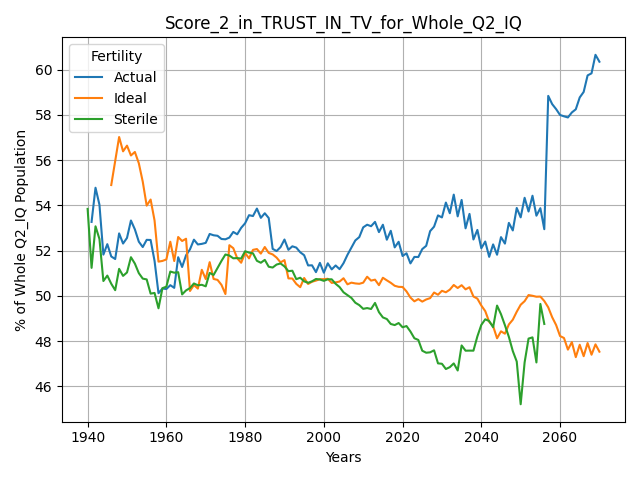 Score_2_in_TRUST_IN_TV_for_Whole_Q2_IQ
% of Whole Q2_IQ Population
60
58
56
54
52
50
48
46
Fertility
Actual
Ideal
Sterile
1940 1960 1980 2000 2020 2040 2060
Years